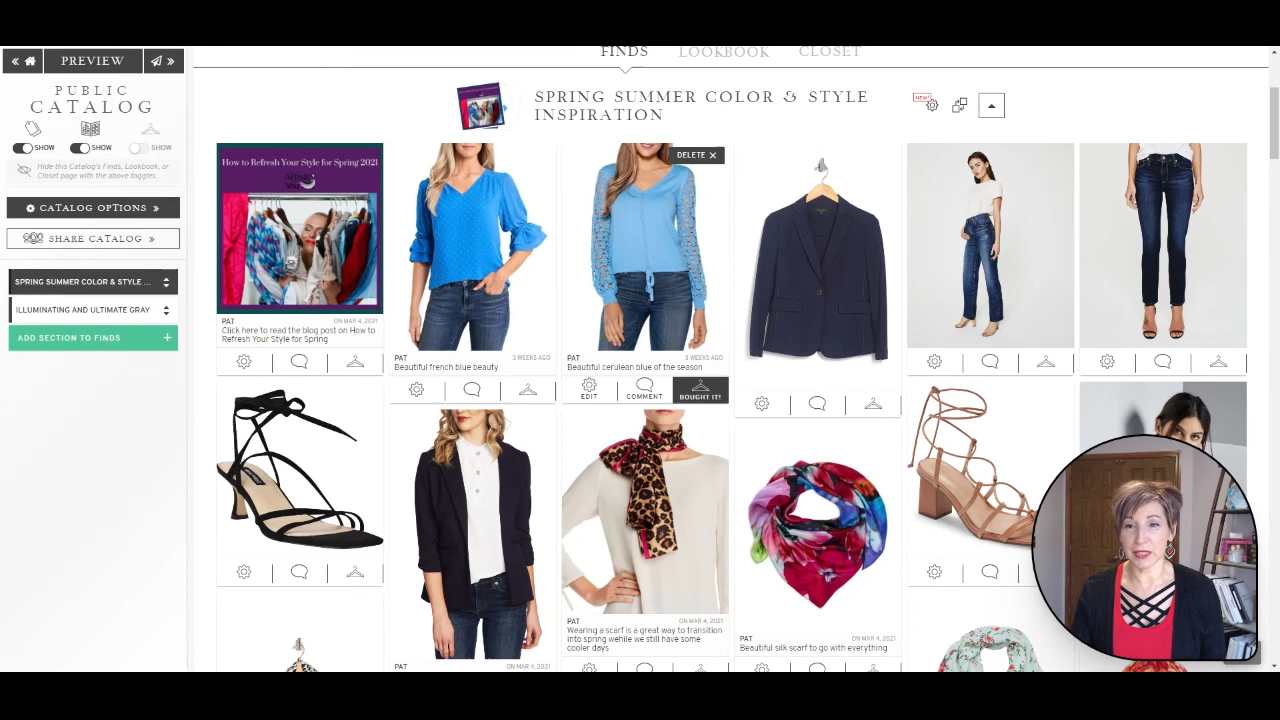 FINDS
LOOKBOOK
CLOSET
PREVIEW
PUBLIC
CATALOG
SHOW
SHOW
SHOW
Hide this Catalog's Finds, Lookbook, or
Closet page with the above toggles.
CATALOG OPTIONS »
SHARE CATALOG »
SPRING SUMMER COLOR & STYLE ...
ILLUMINATING AND ULTIMATE GRAY
ADD SECTION TO FINDS +
SPRING SUMMER COLOR & STYLE
INSPIRATION
NEW!
How to Refresh Your Style for Spring 2021
PAT ON MAR 4, 2021
Click here to read the blog post on How to
Refresh Your Style for Spring
PAT 3 WEEKS AGO
Beautiful french blue beauty
DELETE X
PAT 3 WEEKS AGO
Beautiful cerulean blue of the season
EDIT
COMMENT
BOUGHT IT!
PAT ON MAR 4, 2021
PAT ON MAR 4, 2021
Wearing a scarf is a great way to transition
into spring wehile we still have some
cooler days
PAT ON MAR 4, 2021
Beautiful silk scarf to go with everything